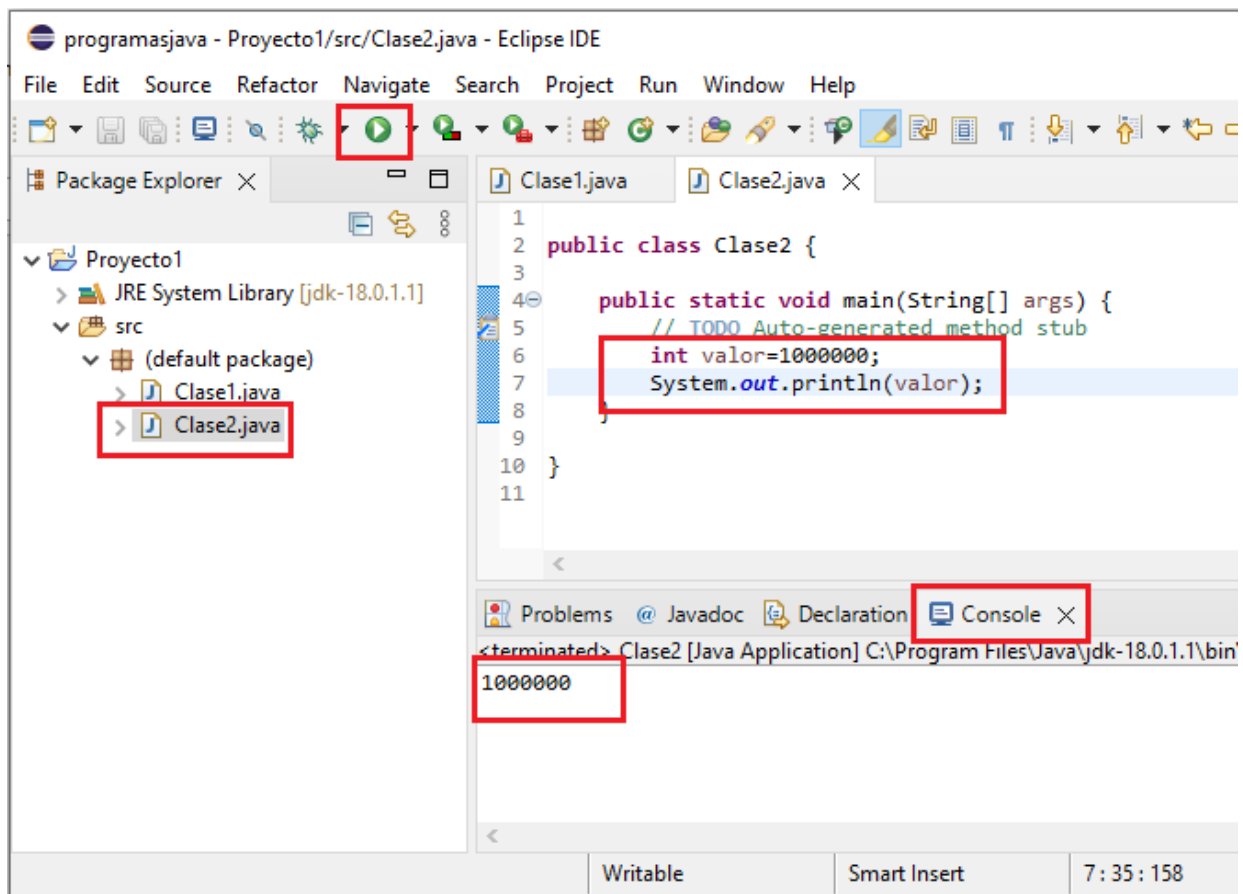 programasjava - Proyecto1/src/Clase2.java - Eclipse IDE
File Edit Source Refactor Navigate Search Project Run Window Help
Package Explorer
Proyecto1
JRE System Library [jdk-18.0.1.1]
src
(default package)
Clase1.java
Clase2.java
Clase1.java Clase2.java
1
2 public class Clase2 {
3
4 public static void main(String[] args) {
5 // TODO Auto-generated method stub
6 int valor=1000000;
7 System.out.println(valor);
8 }
9
10 }
11
Problems @ Javadoc Declaration Console
<terminated> Clase2 [Java Application] C:\Program Files\Java\jdk-18.0.1.1\bin\
1000000
Writable Smart Insert 7 : 35 : 158